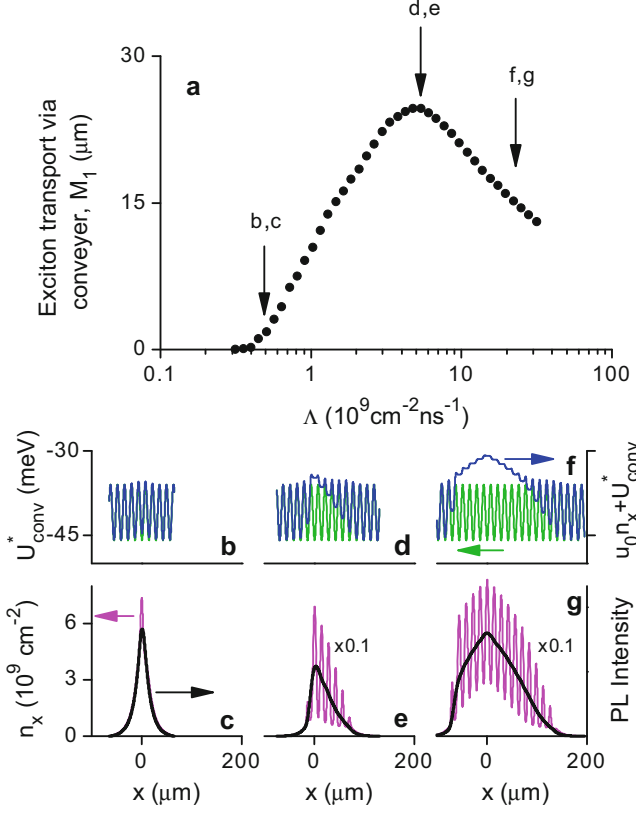 d,e
30
a
f,g
Exciton transport via
conveyer, M₁ (μm)
15
b,c
0
0.1
1
10
100
Λ (10⁹cm⁻²ns⁻¹)
U*conv (meV)
-30
-45
b
d
f
u₀nₓ+U*conv
nₓ (10⁹ cm⁻²)
6
3
0
c
x0.1
e
x0.1
g
PL Intensity
0
200
0
200
0
200
x (μm)
x (μm)
x (μm)